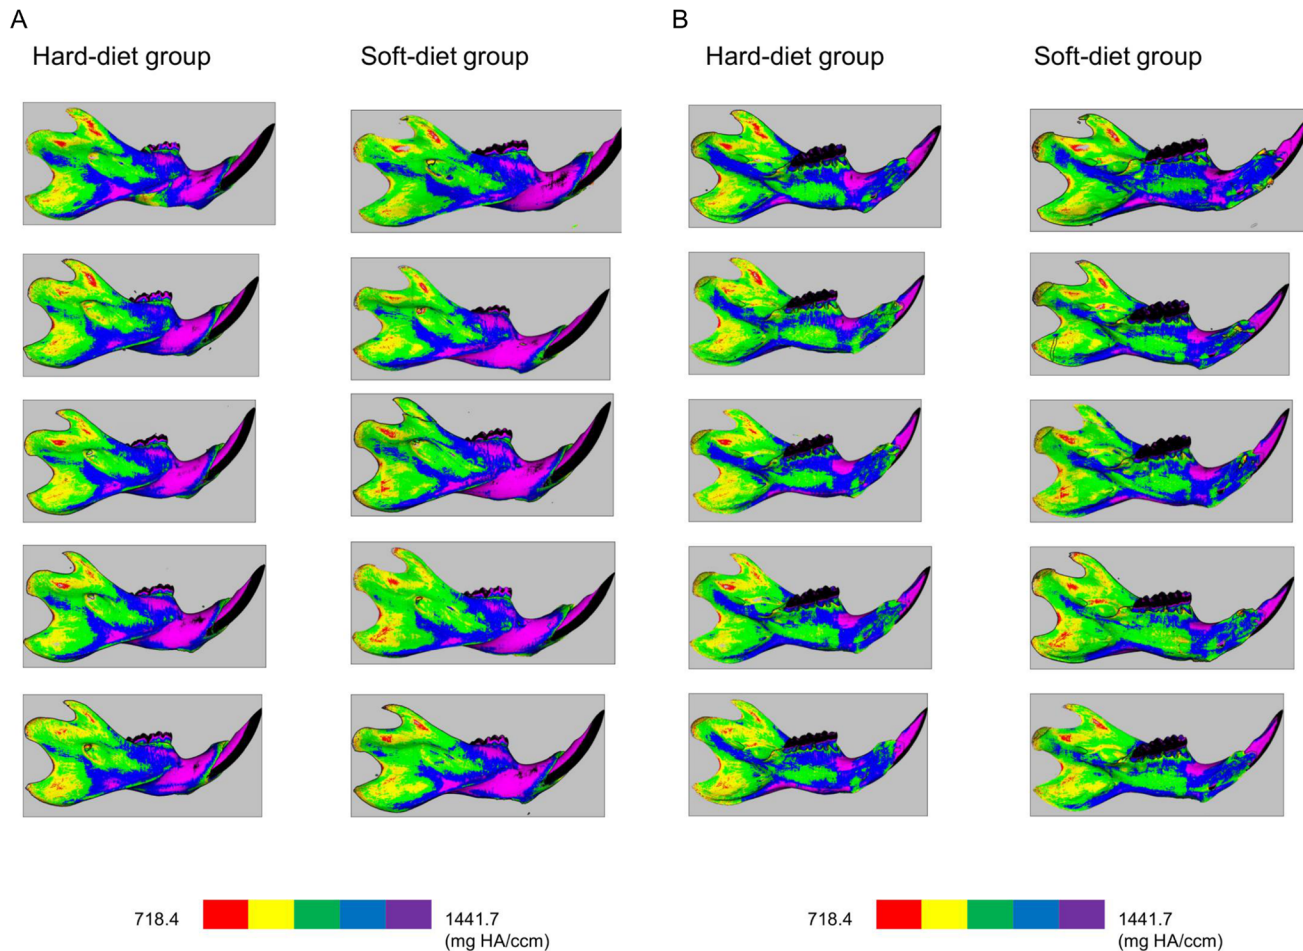 A
B
Hard-diet group
Soft-diet group
Hard-diet group
Soft-diet group
718.4
1441.7
(mg HA/ccm)
718.4
1441.7
(mg HA/ccm)